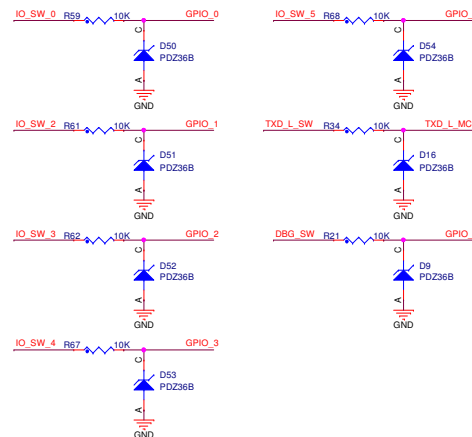 IO_SW_0 R59 10K GPIO_0
C
D50
PDZ36B
A
GND
IO_SW_2 R61 10K GPIO_1
C
D51
PDZ36B
A
GND
IO_SW_3 R62 10K GPIO_2
C
D52
PDZ36B
A
GND
IO_SW_4 R67 10K GPIO_3
C
D53
PDZ36B
A
GND
IO_SW_5 R68 10K GPIO_
C
D54
PDZ36B
A
GND
TXD_L_SW R34 10K TXD_L_MC
C
D16
PDZ36B
A
GND
DBG_SW R21 10K GPIO_
C
D9
PDZ36B
A
GND